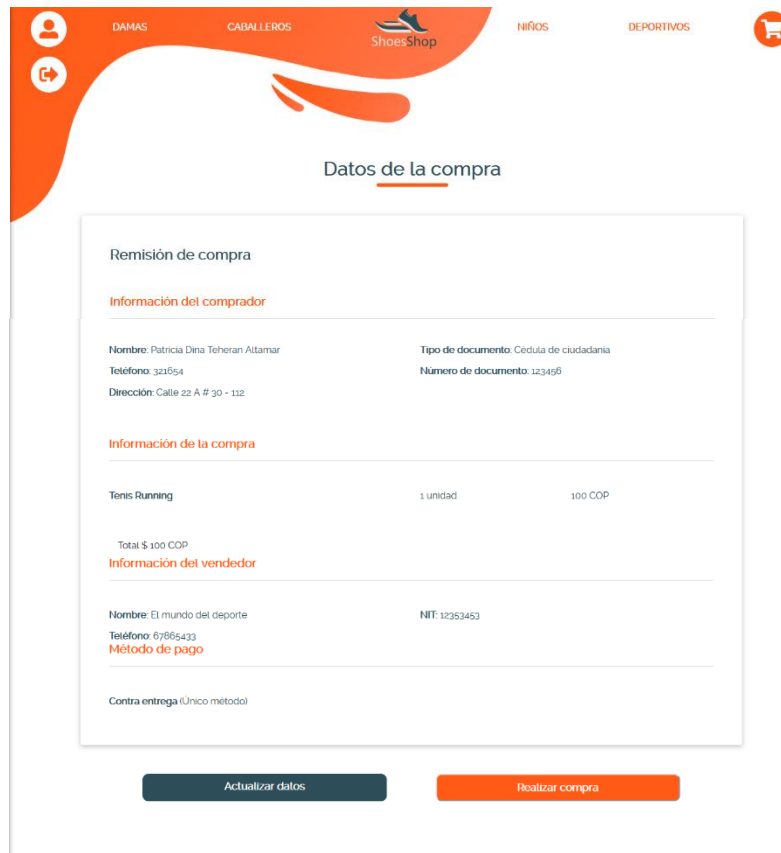 DAMAS CABALLEROS ShoesShop NIÑOS DEPORTIVOS
Datos de la compra
Remisión de compra
Información del comprador
Nombre: Patricia Dina Teheran Altamar Tipo de documento: Cédula de ciudadanía
Teléfono: 321654 Número de documento: 123456
Dirección: Calle 22 A # 30 - 112
Información de la compra
Tenis Running 1 unidad 100 COP
Total $ 100 COP
Información del vendedor
Nombre: El mundo del deporte NIT: 12353453
Teléfono: 67865433
Método de pago
Contra entrega (Único método)
Actualizar datos Realizar compra